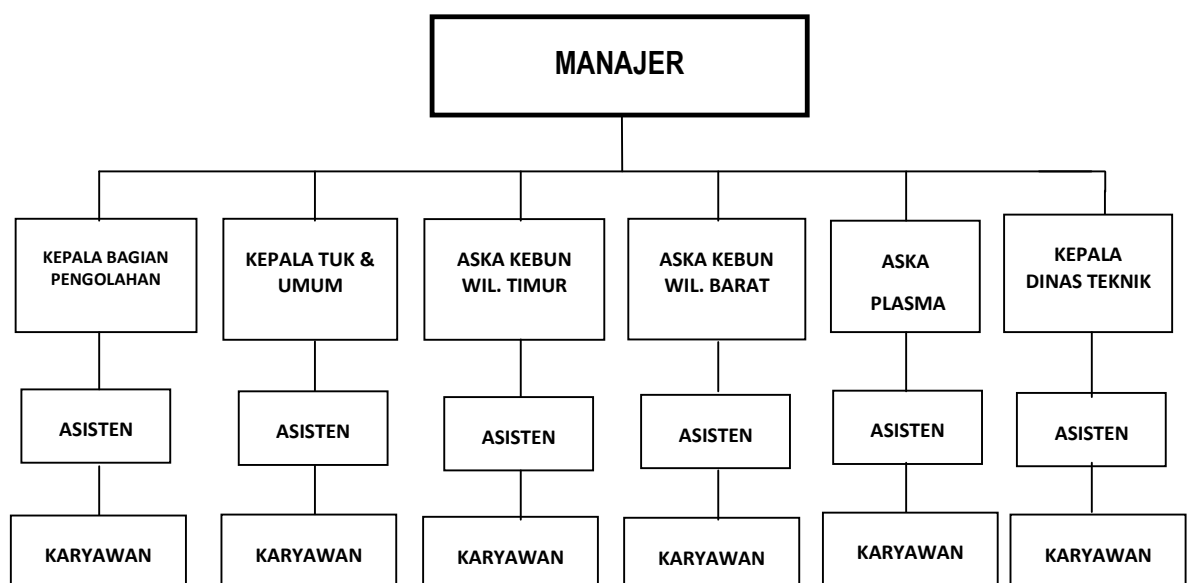 MANAJER
KEPALA BAGIAN
PENGOLAHAN
KEPALA TUK &
UMUM
ASKA KEBUN
WIL. TIMUR
ASKA KEBUN
WIL. BARAT
ASKA
PLASMA
KEPALA
DINAS TEKNIK
ASISTEN
ASISTEN
ASISTEN
ASISTEN
ASISTEN
ASISTEN
KARYAWAN
KARYAWAN
KARYAWAN
KARYAWAN
KARYAWAN
KARYAWAN